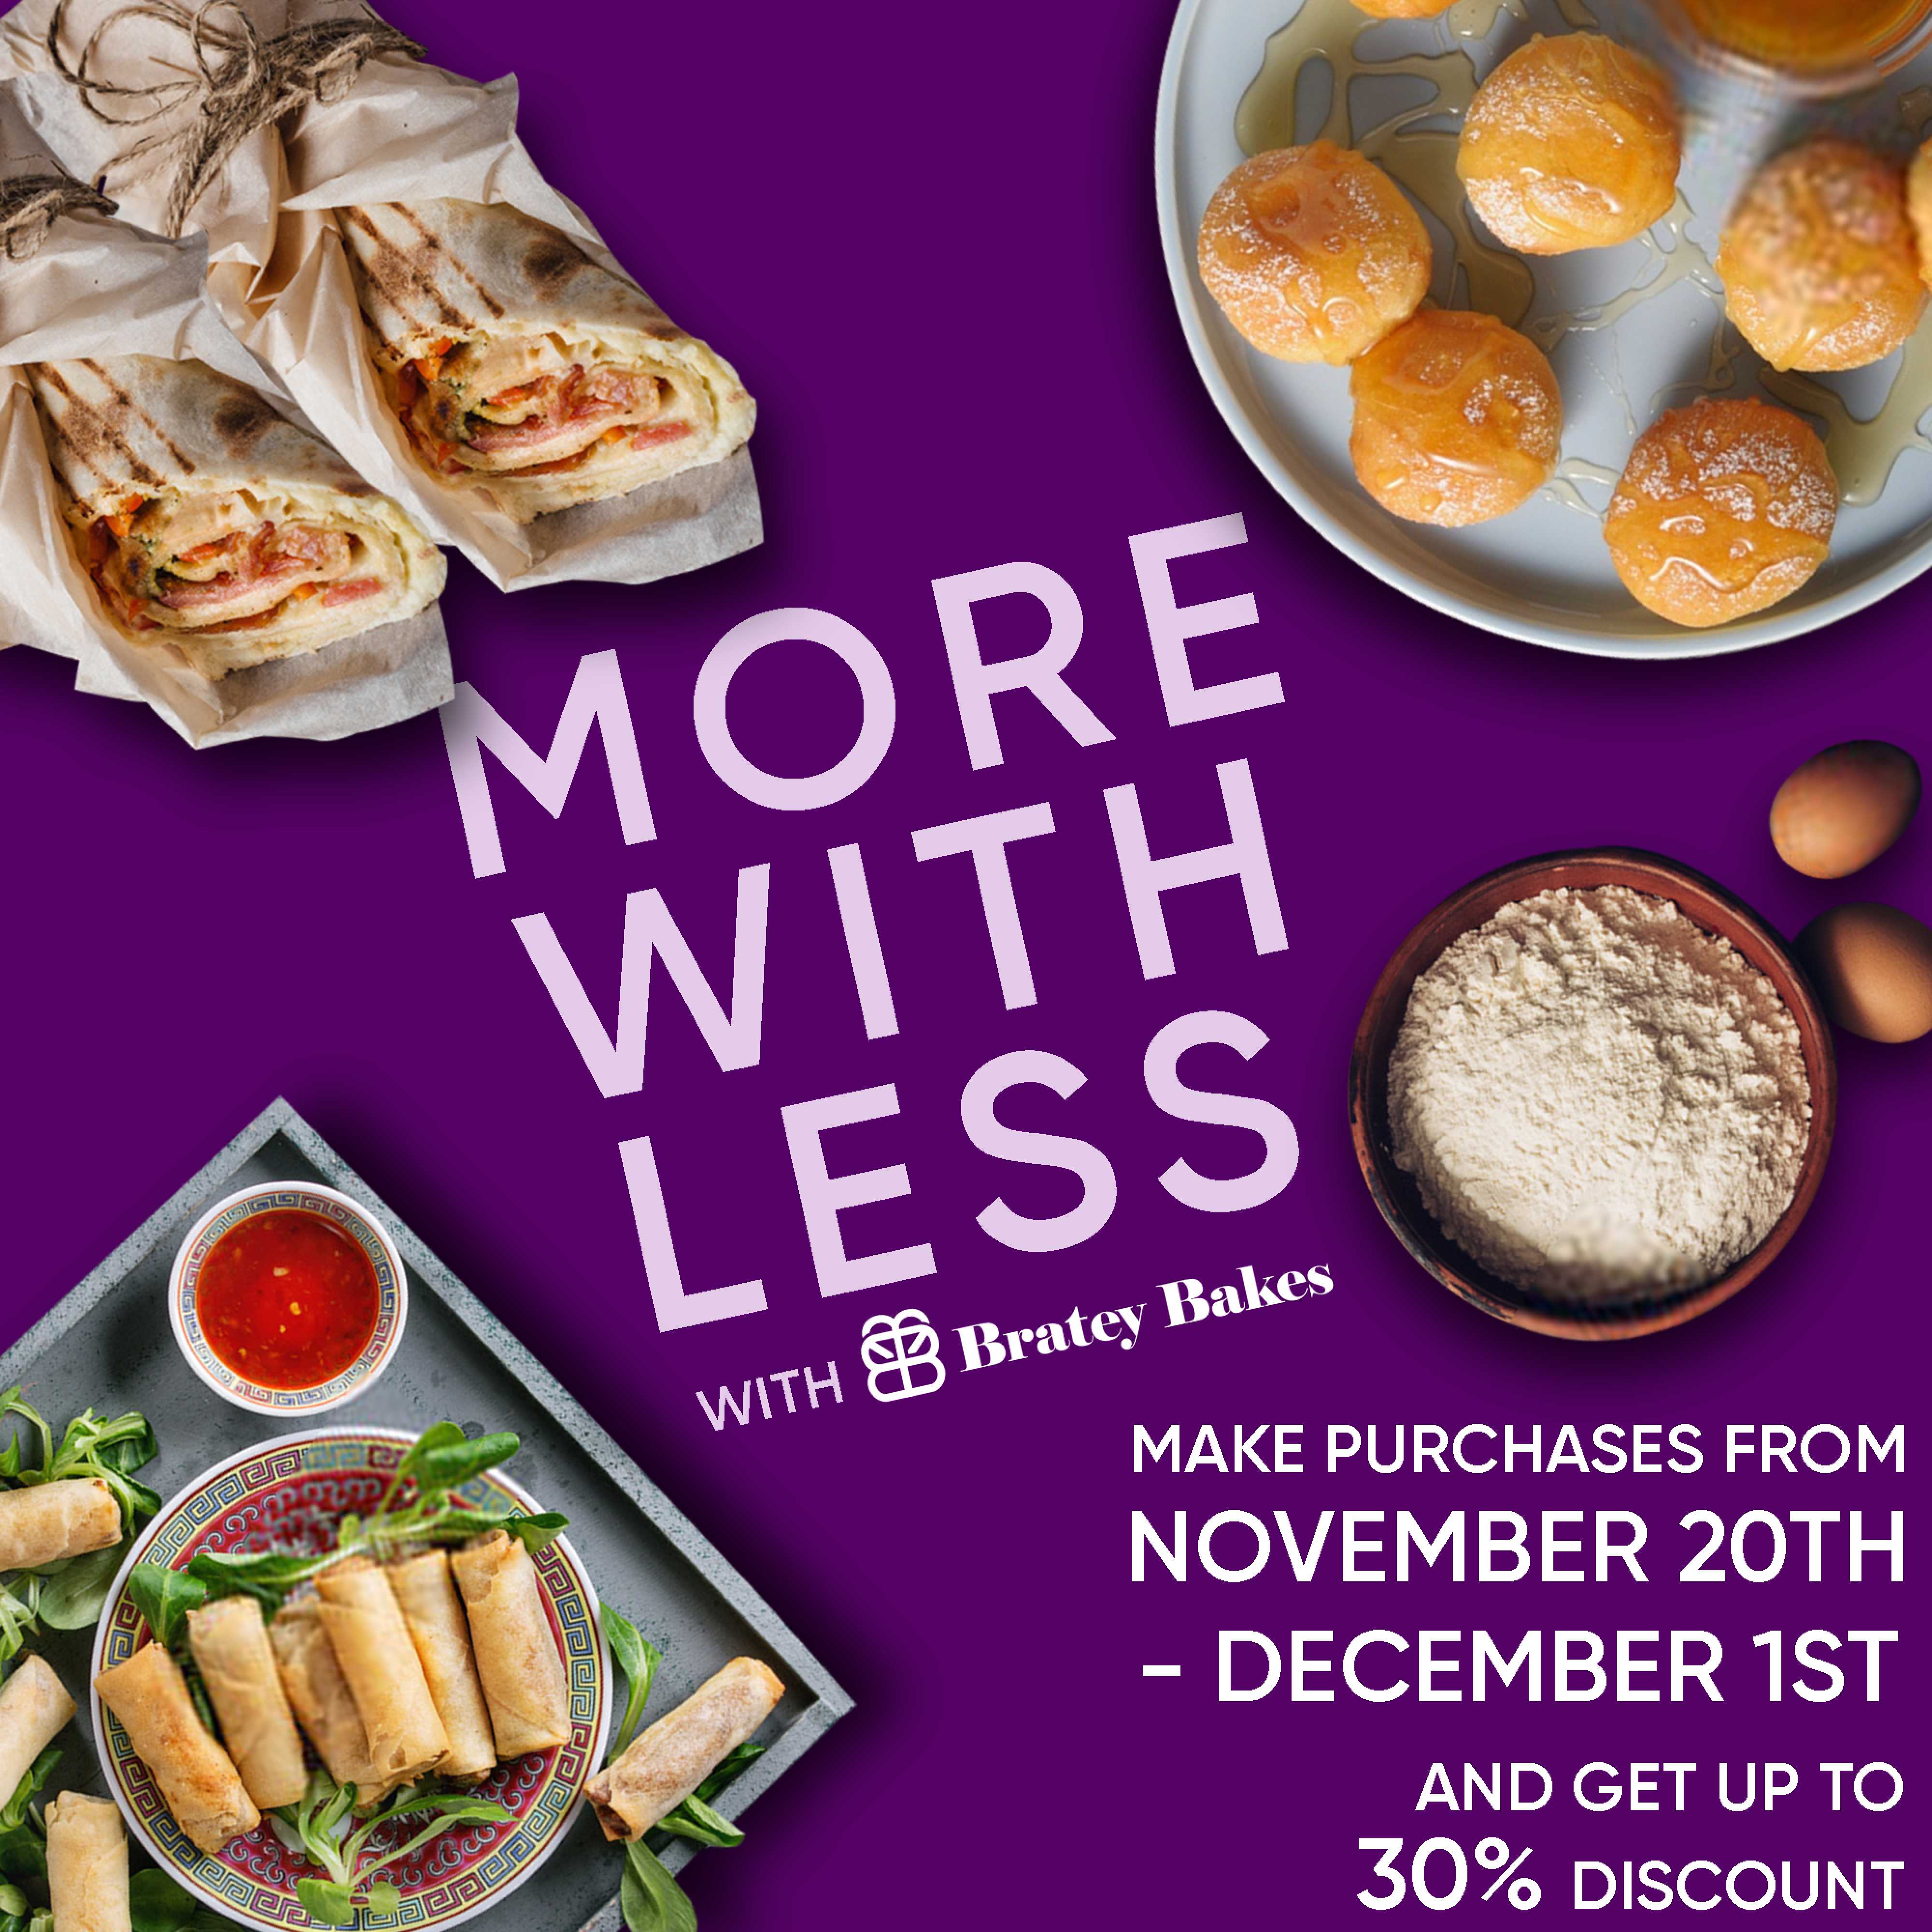 MORE
WITH
LESS
WITH Bratey Bakes
MAKE PURCHASES FROM
NOVEMBER 20TH
- DECEMBER 1ST
AND GET UP TO
30% DISCOUNT